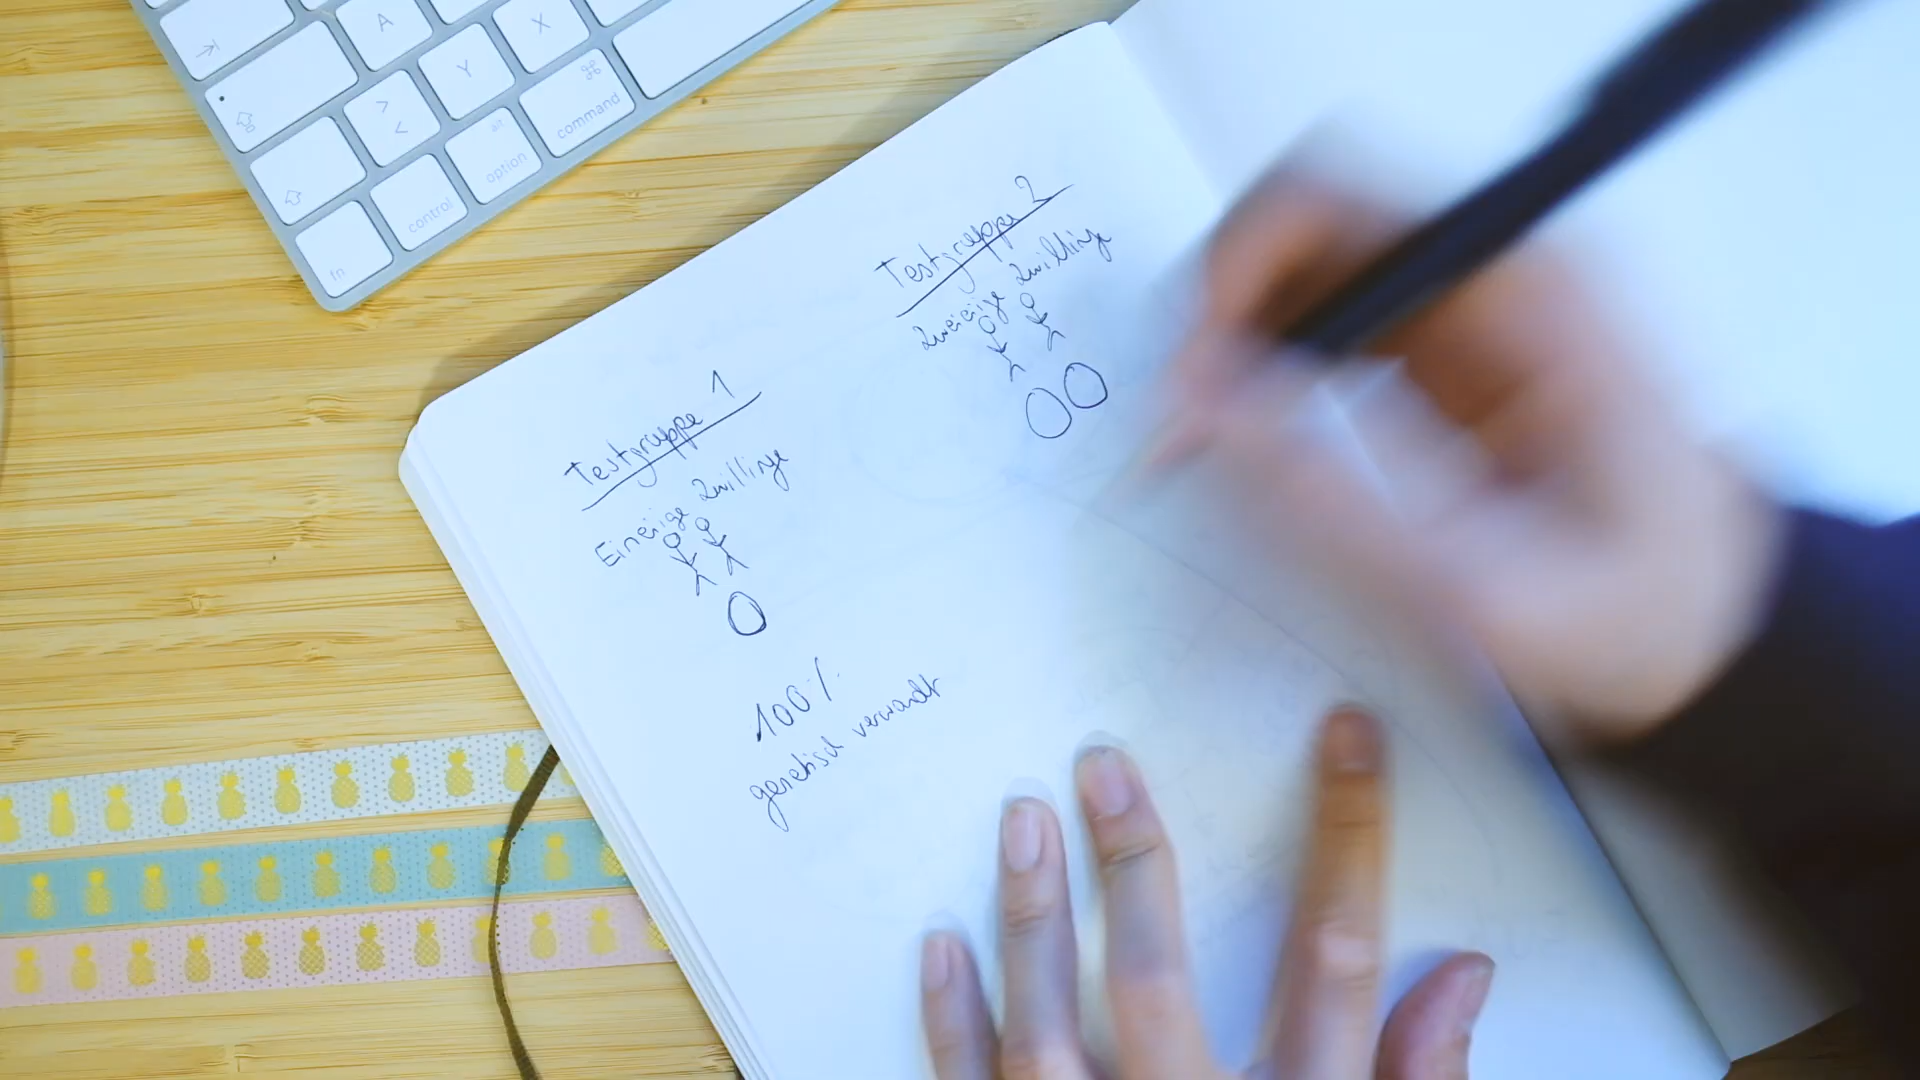 A
X
Y
>
<
⌘
command
alt
option
control
fn
Testgruppe 1
Eineiige Zwillinge
100%
genetisch verwandt
Testgruppe 2
Zweieiige Zwillinge